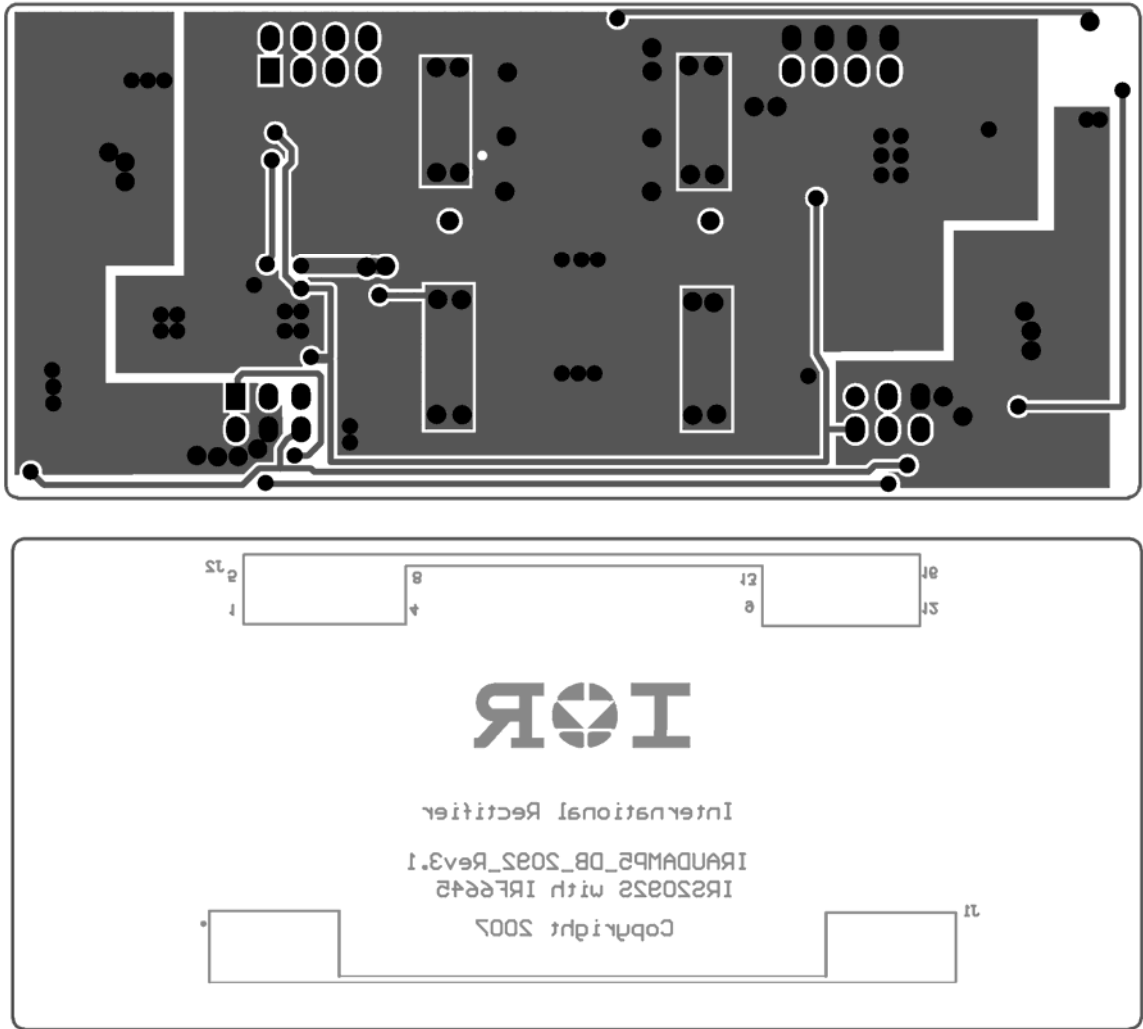 J2
5
8
13
16
1
4
9
12
IOR
International Rectifier
IRAUDAMP5_DB_2092_Rev3.1
IRS2092S with IRF6645
Copyright 2007
J1